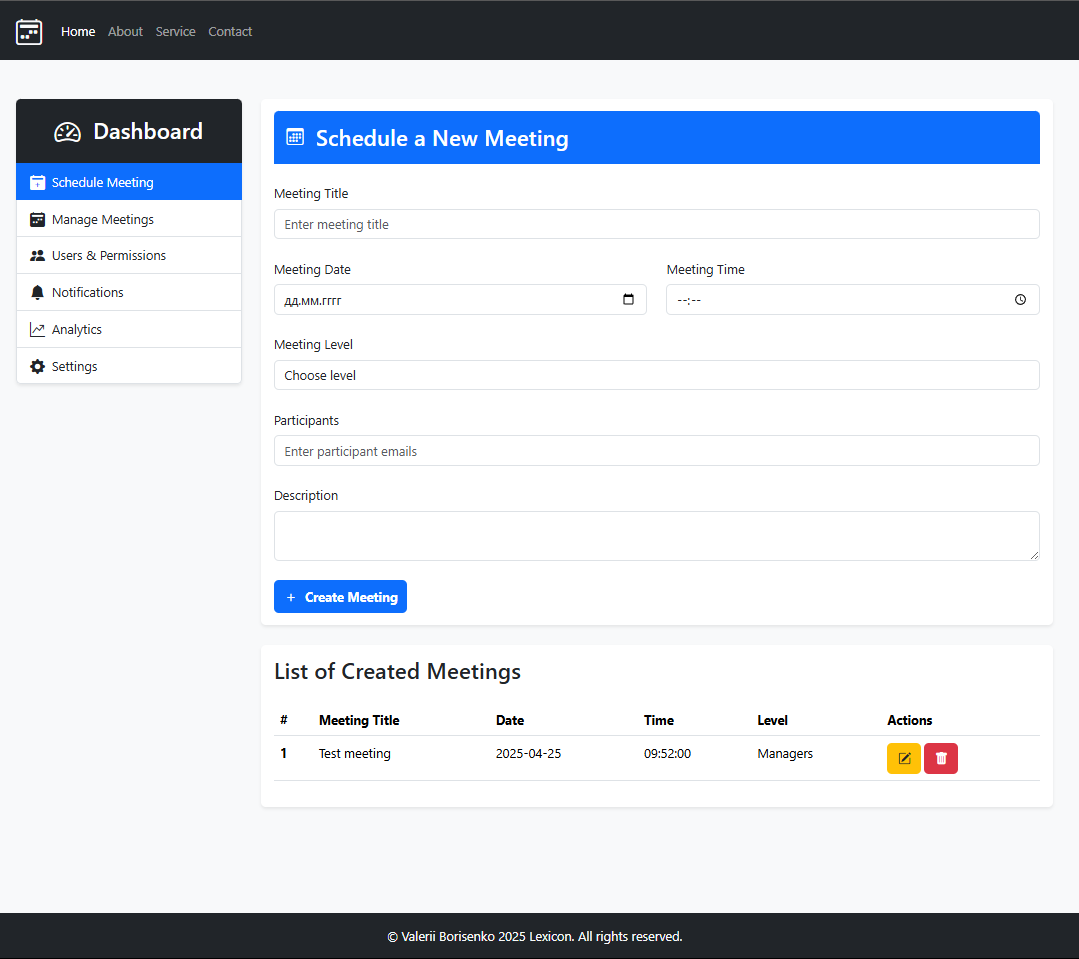 Home About Service Contact
Dashboard
Schedule Meeting
Manage Meetings
Users & Permissions
Notifications
Analytics
Settings
Schedule a New Meeting
Meeting Title
Enter meeting title
Meeting Date Meeting Time
дд.мм.гггг --:--
Meeting Level
Choose level
Participants
Enter participant emails
Description
+ Create Meeting
List of Created Meetings
# Meeting Title Date Time Level Actions
1 Test meeting 2025-04-25 09:52:00 Managers
© Valerii Borisenko 2025 Lexicon. All rights reserved.